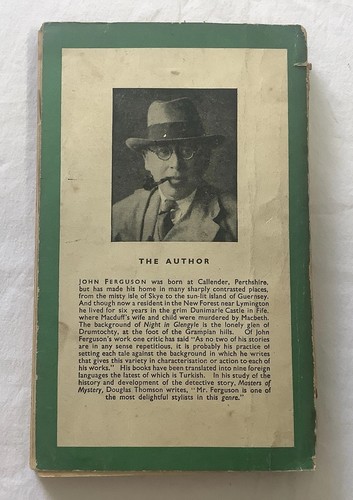 THE AUTHOR
JOHN FERGUSON was born at Callender, Perthshire,
but has made his home in many sharply contrasted places,
from the misty isle of Skye to the sun-lit island of Guernsey.
And though now a resident in the New Forest near Lymington
he lived for six years in the grim Dunimarle Castle in Fife,
where Macduff's wife and child were murdered by Macbeth.
The background of Night in Glengyle is the lonely glen of
Drumtochty, at the foot of the Grampian hills. Of John
Ferguson's work one critic has said "As no two of his stories
are in any sense repetitious, it is probably his practice of
setting each tale against the background in which he writes
that gives this variety in characterisation or action to each of
his works." His books have been translated into nine foreign
languages the latest of which is Turkish. In his study of the
history and development of the detective story, Masters of
Mystery, Douglas Thomson writes, "Mr. Ferguson is one of
the most delightful stylists in this genre."